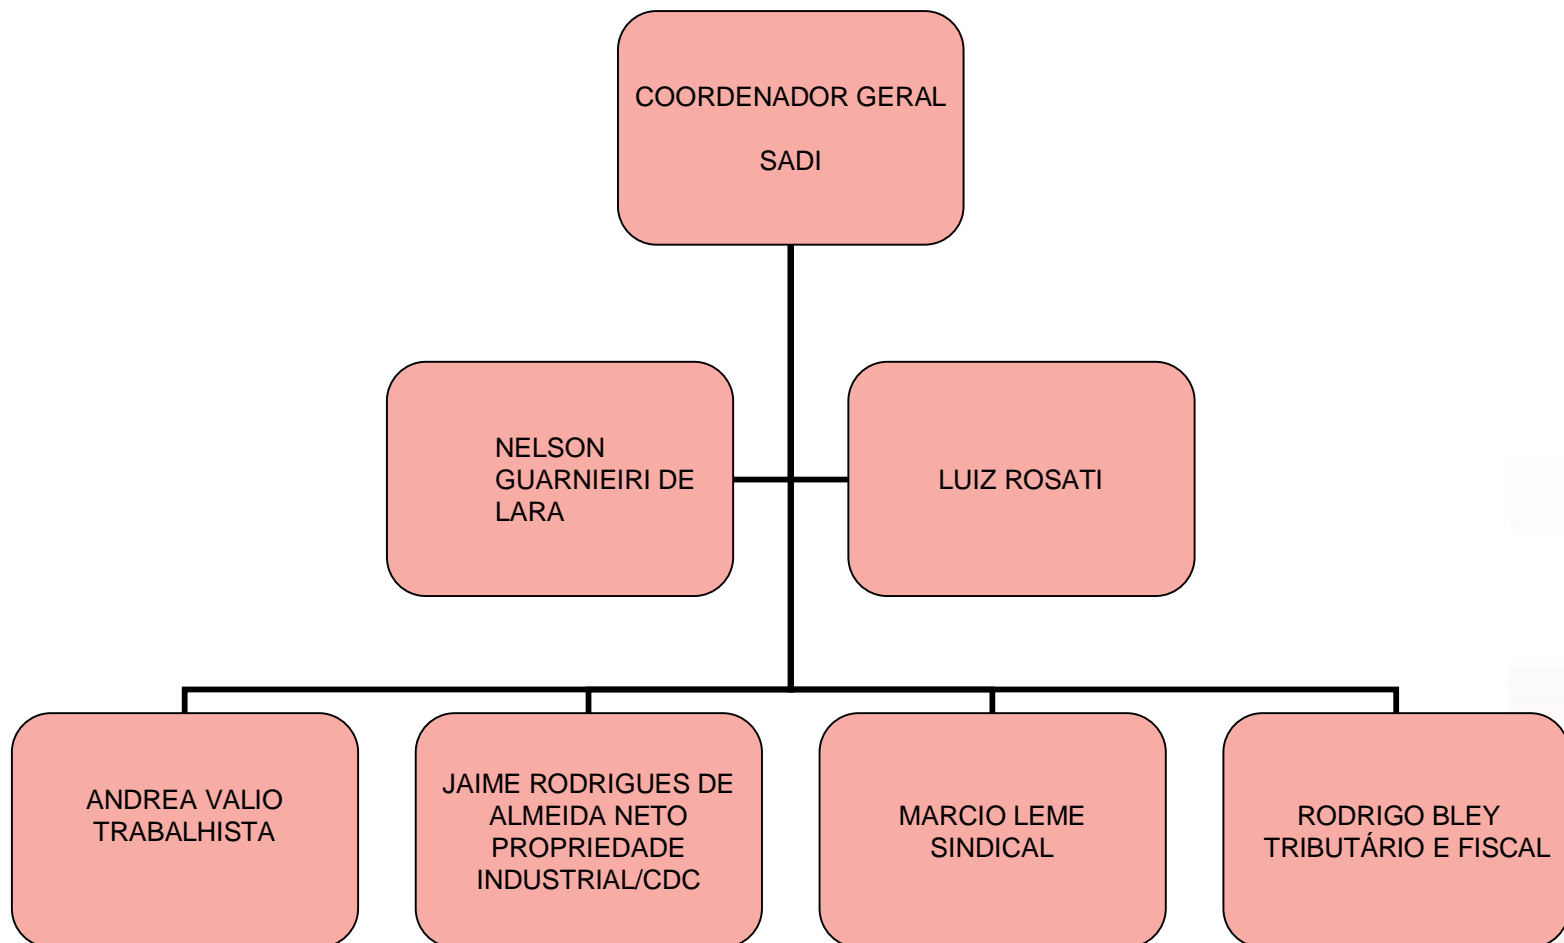 COORDENADOR GERAL
SADI
NELSON
GUARNIEIRI DE
LARA
LUIZ ROSATI
ANDREA VALIO
TRABALHISTA
JAIME RODRIGUES DE
ALMEIDA NETO
PROPRIEDADE
INDUSTRIAL/CDC
MARCIO LEME
SINDICAL
RODRIGO BLEY
TRIBUTÁRIO E FISCAL